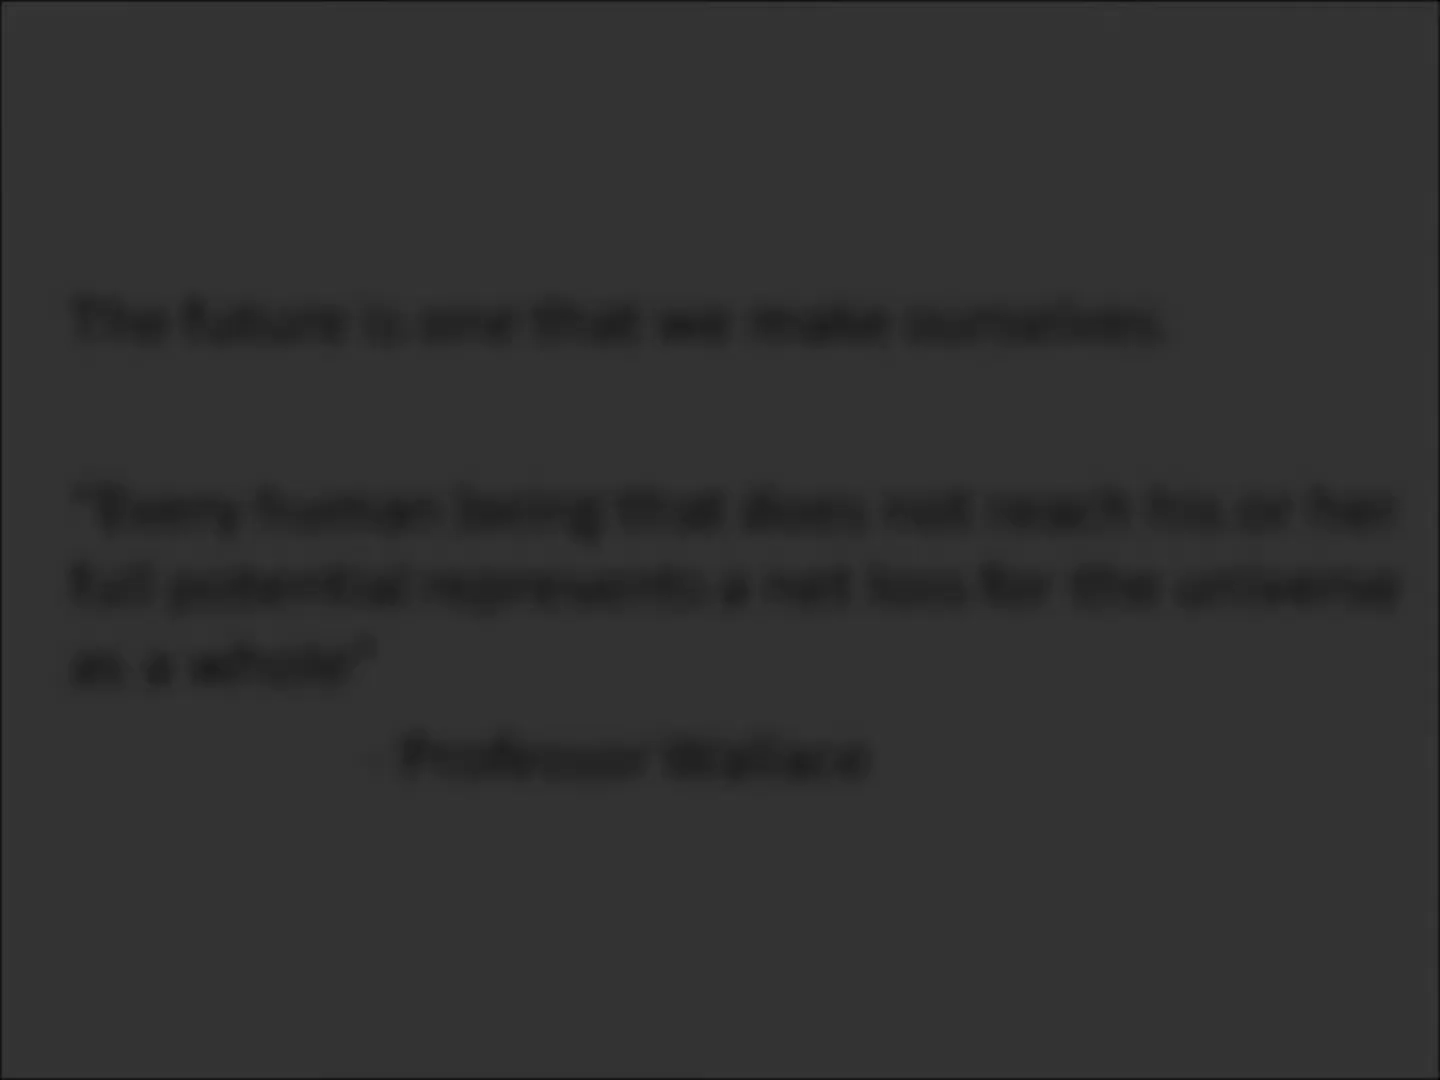 The future is one that we make ourselves.
"Every human being that does not reach his or her
full potential represents a net loss for the universe
as a whole"
- Professor Wallace